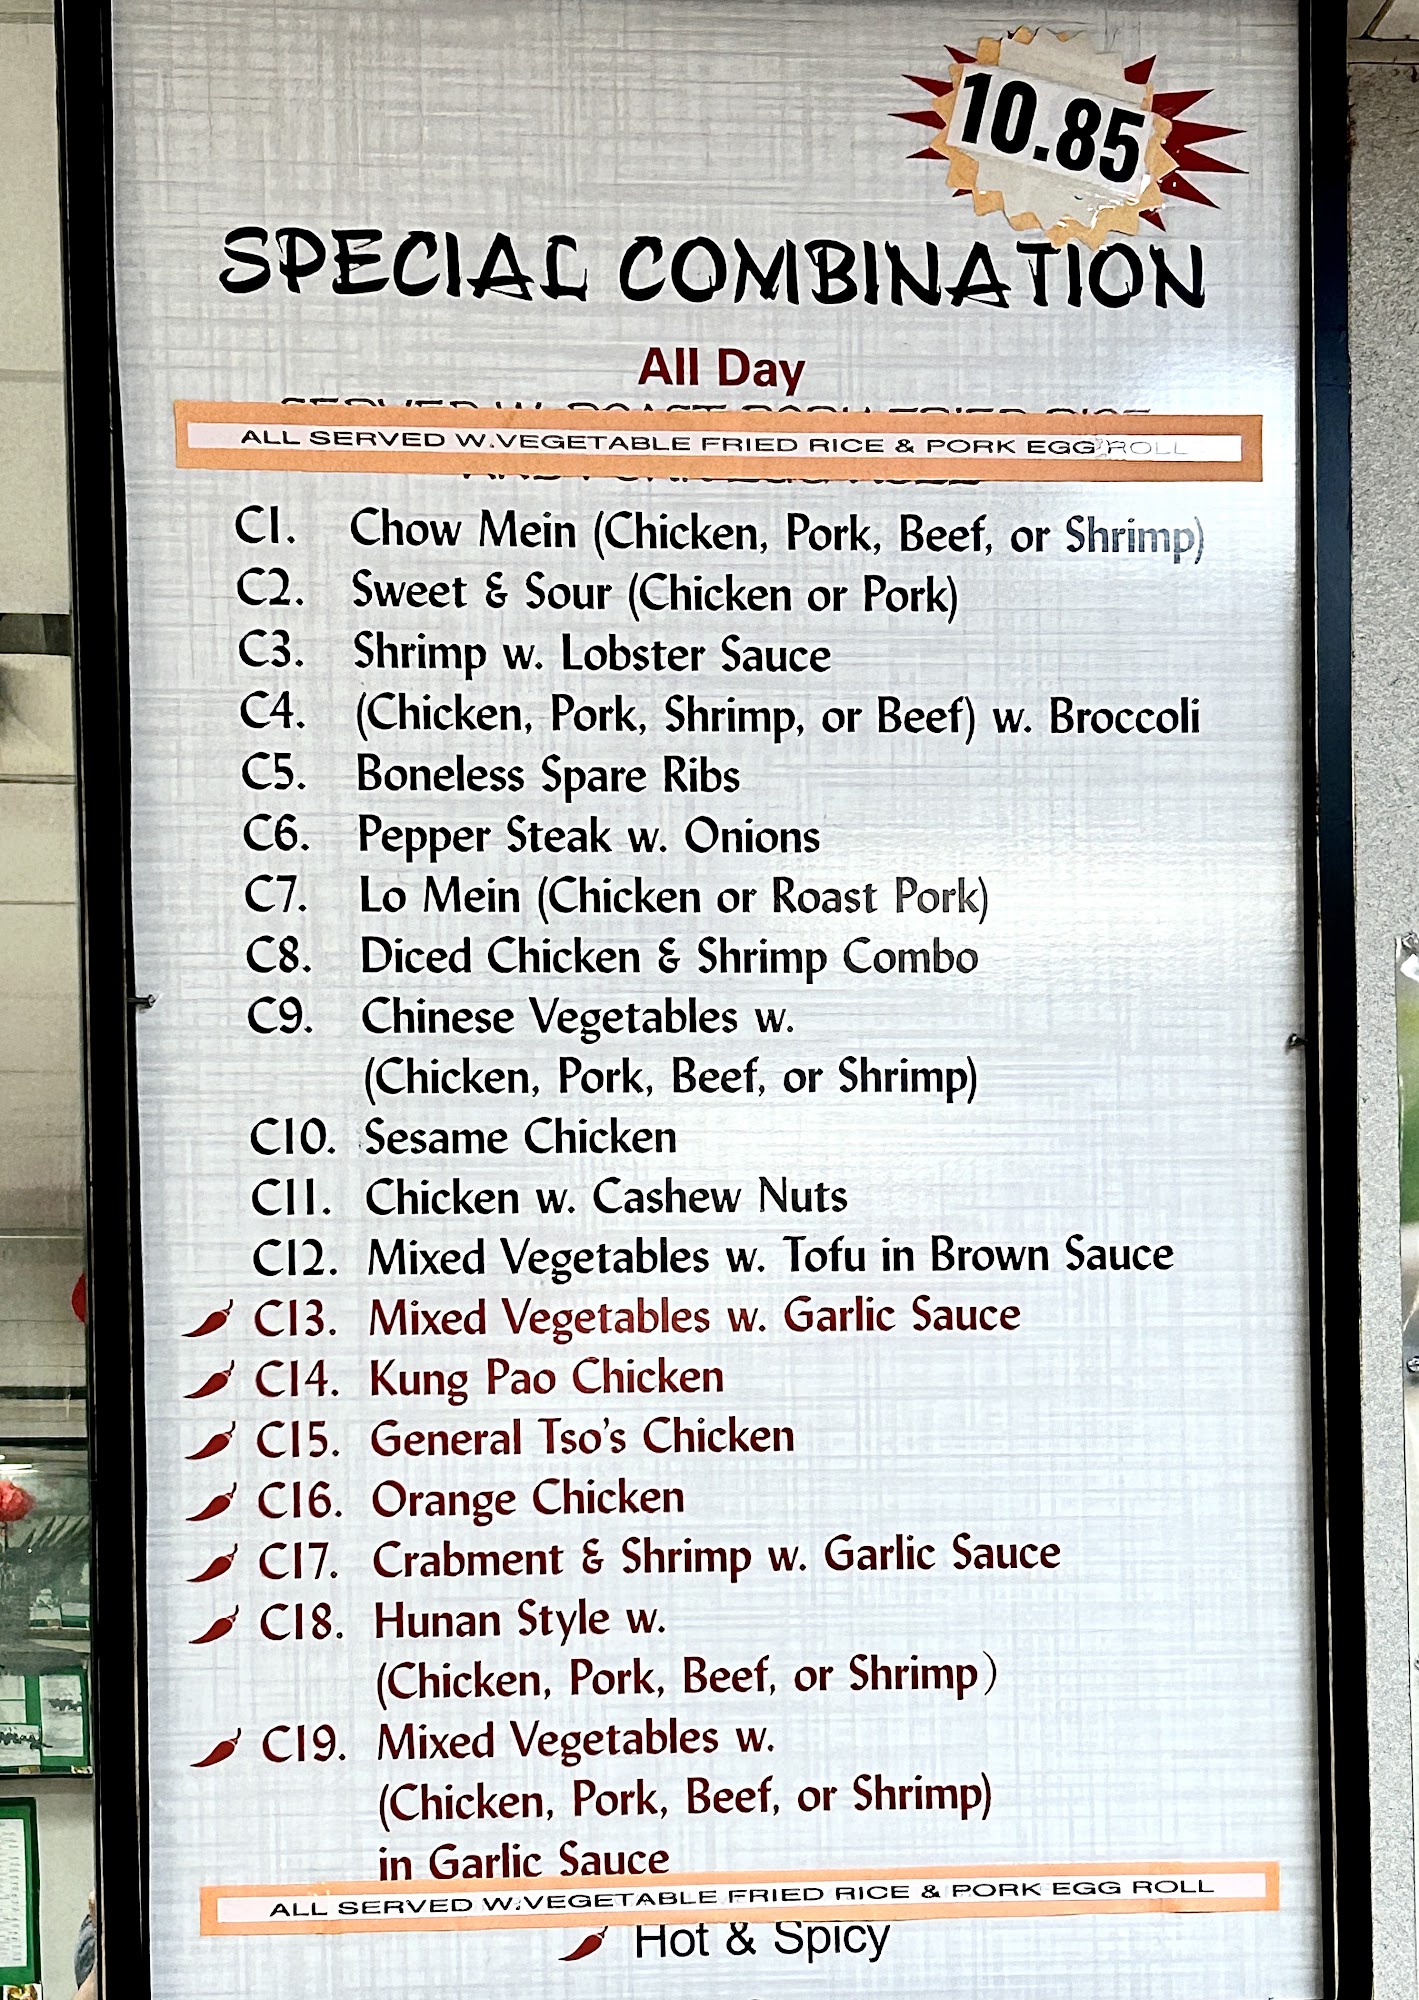 10.85
SPECIAL COMBINATION
All Day
ALL SERVED W.VEGETABLE FRIED RICE & PORK EGG ROLL
C1. Chow Mein (Chicken, Pork, Beef, or Shrimp)
C2. Sweet & Sour (Chicken or Pork)
C3. Shrimp w. Lobster Sauce
C4. (Chicken, Pork, Shrimp, or Beef) w. Broccoli
C5. Boneless Spare Ribs
C6. Pepper Steak w. Onions
C7. Lo Mein (Chicken or Roast Pork)
C8. Diced Chicken & Shrimp Combo
C9. Chinese Vegetables w.
(Chicken, Pork, Beef, or Shrimp)
C10. Sesame Chicken
C11. Chicken w. Cashew Nuts
C12. Mixed Vegetables w. Tofu in Brown Sauce
C13. Mixed Vegetables w. Garlic Sauce
C14. Kung Pao Chicken
C15. General Tso's Chicken
C16. Orange Chicken
C17. Crabment & Shrimp w. Garlic Sauce
C18. Hunan Style w.
(Chicken, Pork, Beef, or Shrimp)
C19. Mixed Vegetables w.
(Chicken, Pork, Beef, or Shrimp)
in Garlic Sauce
ALL SERVED W.VEGETABLE FRIED RICE & PORK EGG ROLL
Hot & Spicy